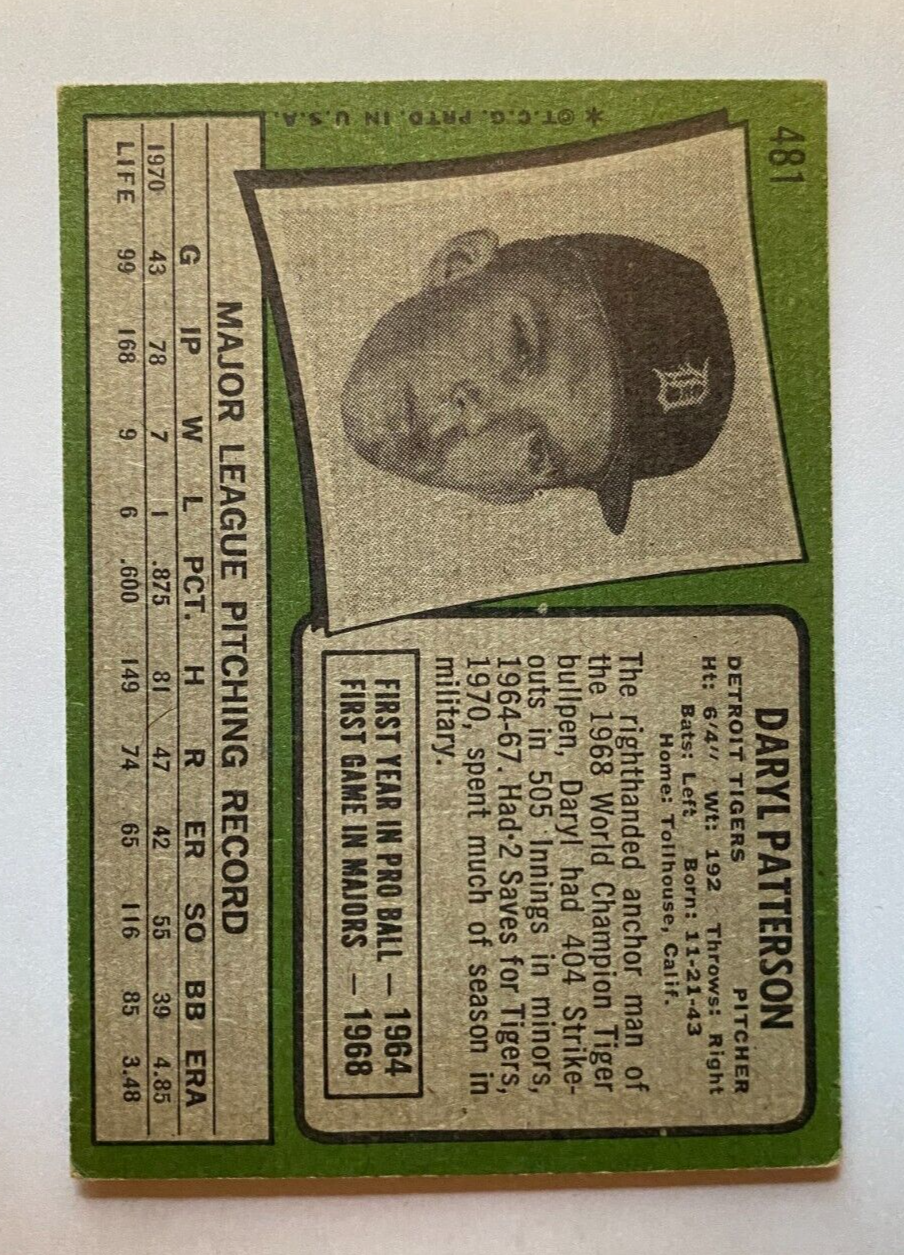 481
* ©T.C.G. PRTD. IN U.S.A.
D
DARYL PATTERSON
DETROIT TIGERS PITCHER
Ht: 6'4" Wt: 192 Throws: Right
Bats: Left Born: 11-21-43
Home: Tollhouse, Calif.
The righthanded anchor man of
the 1968 World Champion Tiger
bullpen, Daryl had 404 Strike-
outs in 505 Innings in minors,
1964-67. Had 2 Saves for Tigers,
1970, spent much of season in
military.
FIRST YEAR IN PRO BALL — 1964
FIRST GAME IN MAJORS — 1968
MAJOR LEAGUE PITCHING RECORD
G IP W L PCT. H R ER SO BB ERA
1970 43 78 7 1 .875 81 47 42 55 39 4.85
LIFE 99 168 9 6 .600 149 74 65 116 85 3.48